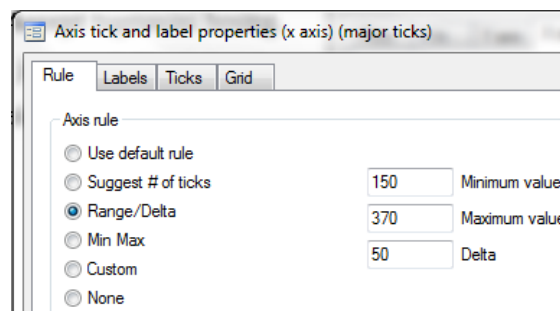 Axis tick and label properties (x axis) (major ticks)
Rule Labels Ticks Grid
Axis rule
Use default rule
Suggest # of ticks 150 Minimum value
Range/Delta 370 Maximum value
Min Max 50 Delta
Custom
None